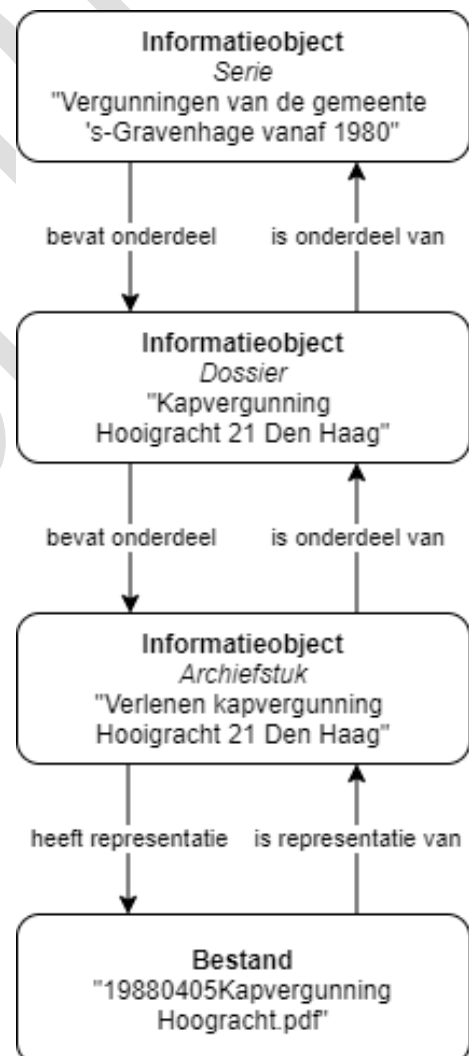 Informatieobject
Serie
"Vergunningen van de gemeente
's-Gravenhage vanaf 1980"
bevat onderdeel
is onderdeel van
Informatieobject
Dossier
"Kapvergunning
Hooigracht 21 Den Haag"
bevat onderdeel
is onderdeel van
Informatieobject
Archiefstuk
"Verlenen kapvergunning
Hooigracht 21 Den Haag"
heeft representatie
is representatie van
Bestand
"19880405Kapvergunning
Hoogracht.pdf"